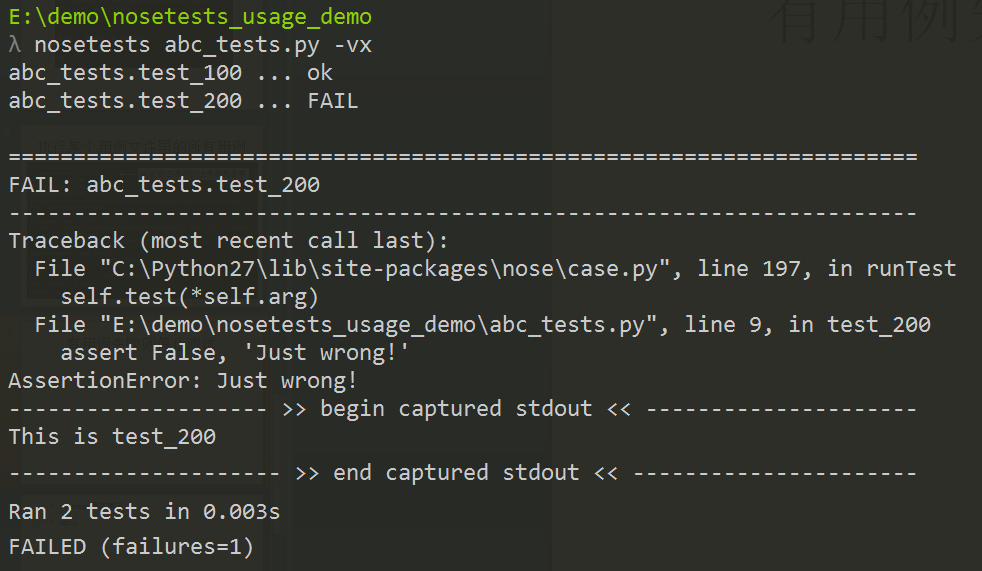 有用例
E:\demo\nosetests_usage_demo
λ nosetests abc_tests.py -vx
abc_tests.test_100 ... ok
abc_tests.test_200 ... FAIL
======================================================================
FAIL: abc_tests.test_200
----------------------------------------------------------------------
Traceback (most recent call last):
  File "C:\Python27\lib\site-packages\nose\case.py", line 197, in runTest
    self.test(*self.arg)
  File "E:\demo\nosetests_usage_demo\abc_tests.py", line 9, in test_200
    assert False, 'Just wrong!'
AssertionError: Just wrong!
-------------------- >> begin captured stdout << ---------------------
This is test_200
--------------------- >> end captured stdout << ----------------------
Ran 2 tests in 0.003s
FAILED (failures=1)